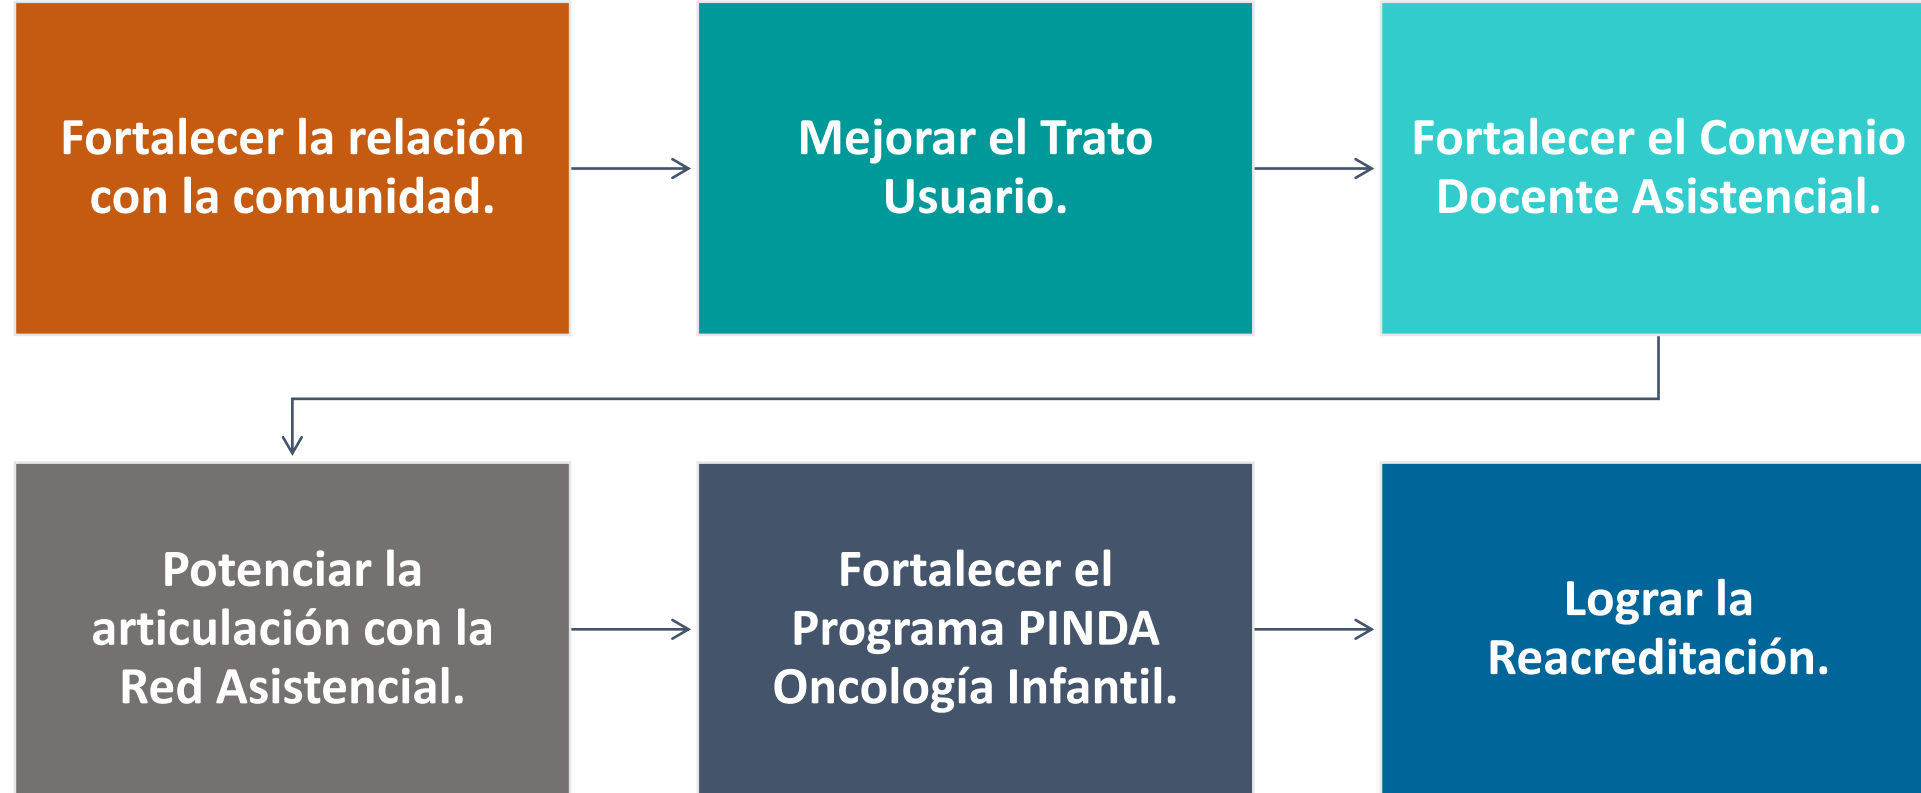 Fortalecer la relación
con la comunidad.
Mejorar el Trato
Usuario.
Fortalecer el Convenio
Docente Asistencial.
Potenciar la
articulación con la
Red Asistencial.
Fortalecer el
Programa PINDA
Oncología Infantil.
Lograr la
Reacreditación.